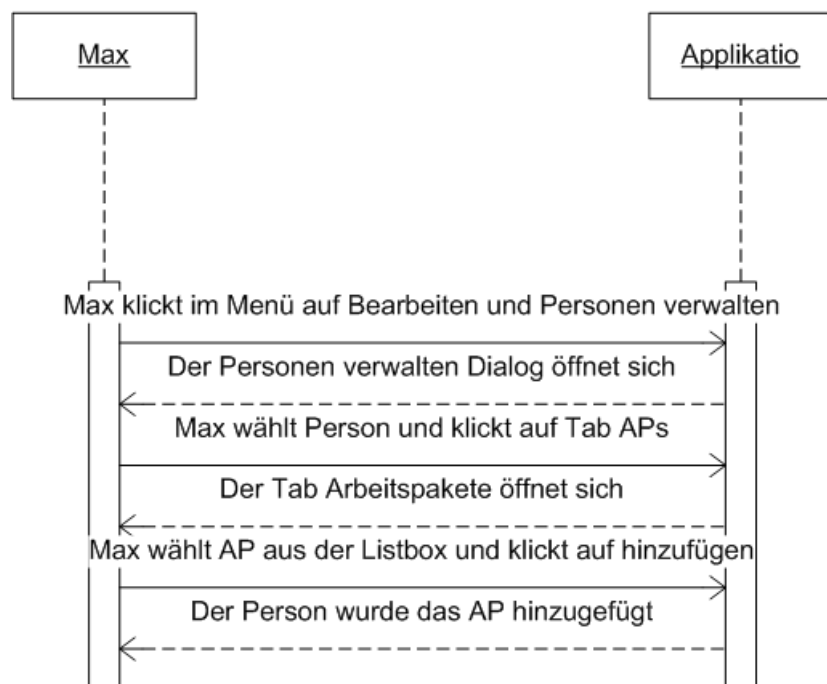 Max
Applikatio
Max klickt im Menü auf Bearbeiten und Personen verwalten
Der Personen verwalten Dialog öffnet sich
Max wählt Person und klickt auf Tab APs
Der Tab Arbeitspakete öffnet sich
Max wählt AP aus der Listbox und klickt auf hinzufügen
Der Person wurde das AP hinzugefügt